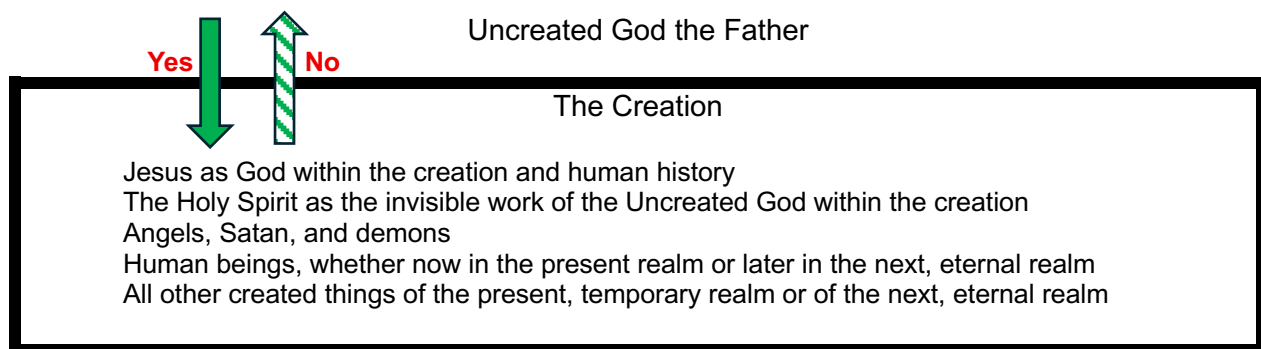 Uncreated God the Father
Yes
No
The Creation
Jesus as God within the creation and human history
The Holy Spirit as the invisible work of the Uncreated God within the creation
Angels, Satan, and demons
Human beings, whether now in the present realm or later in the next, eternal realm
All other created things of the present, temporary realm or of the next, eternal realm